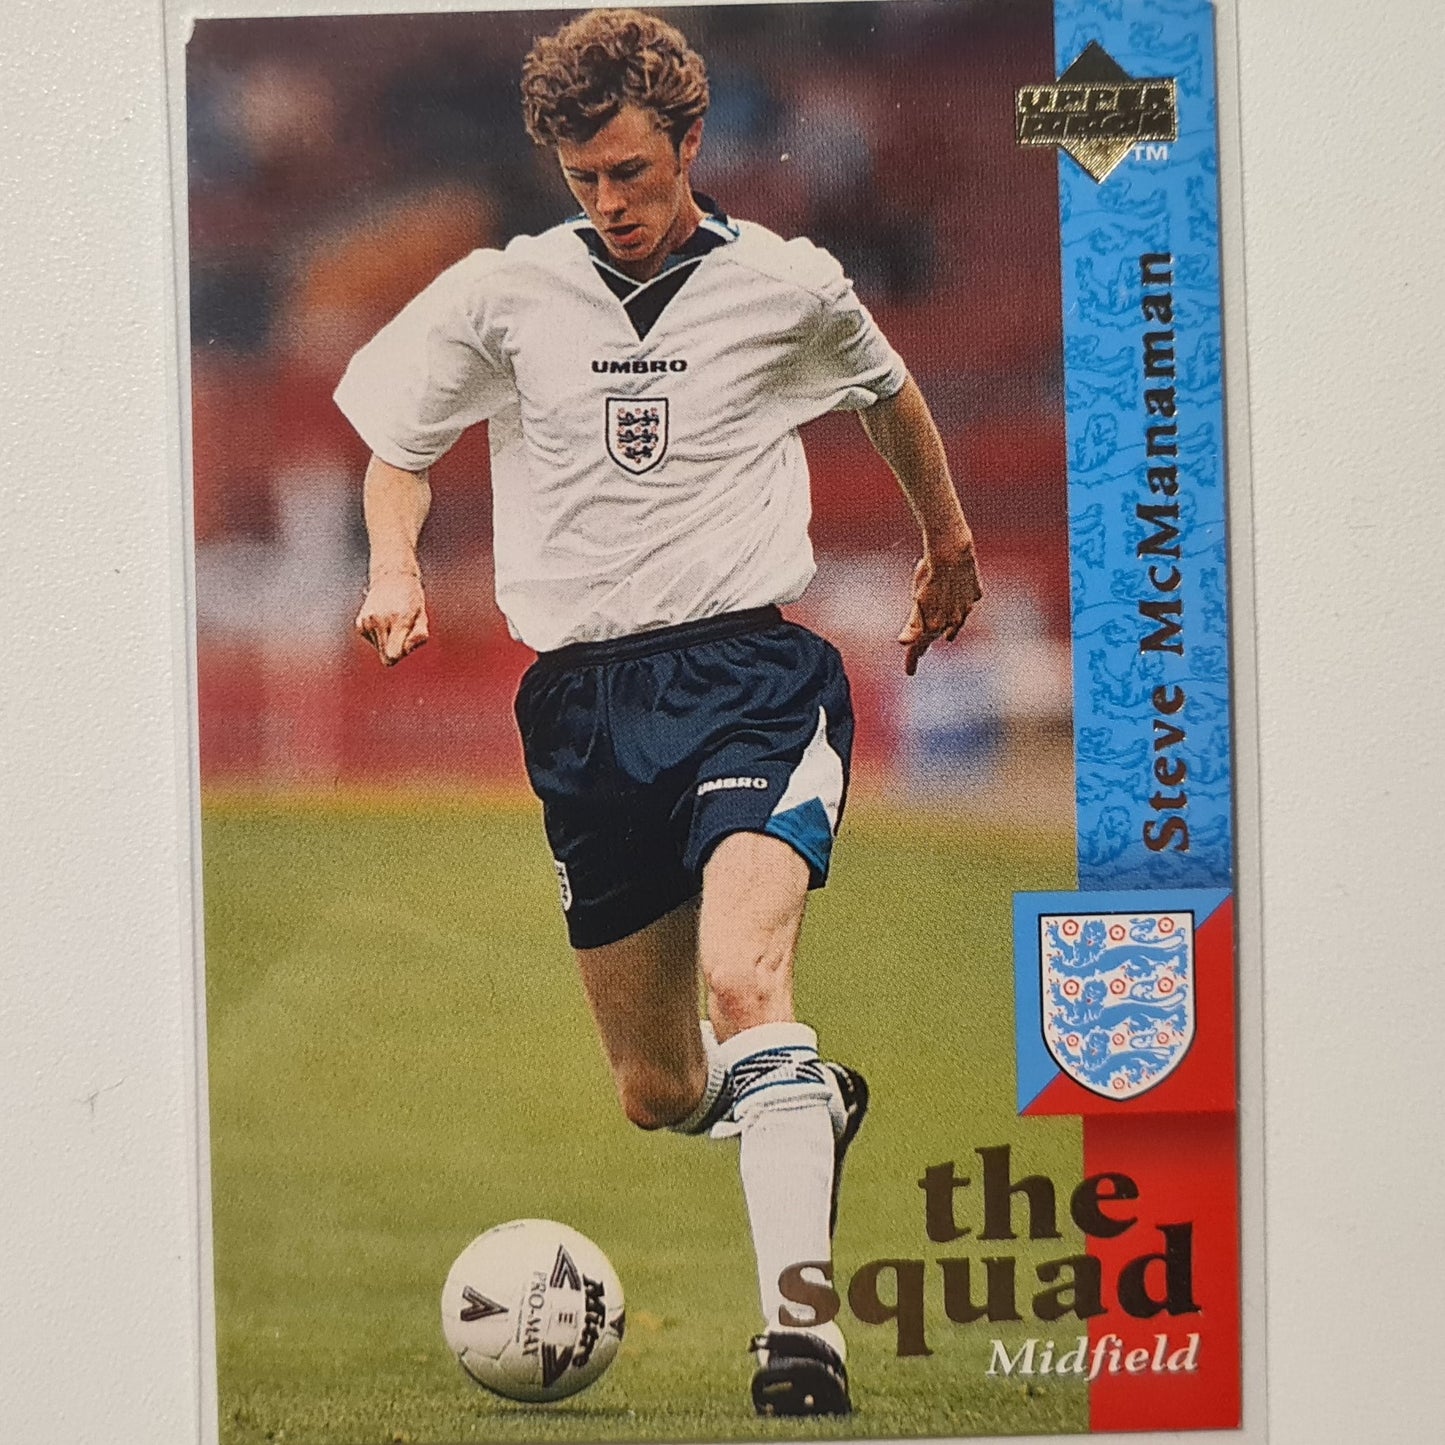 UPPER
DECK
TM
Steve McManaman
UMBRO
UMBRO
Mitre
PRO-MAX
the
squad
Midfield